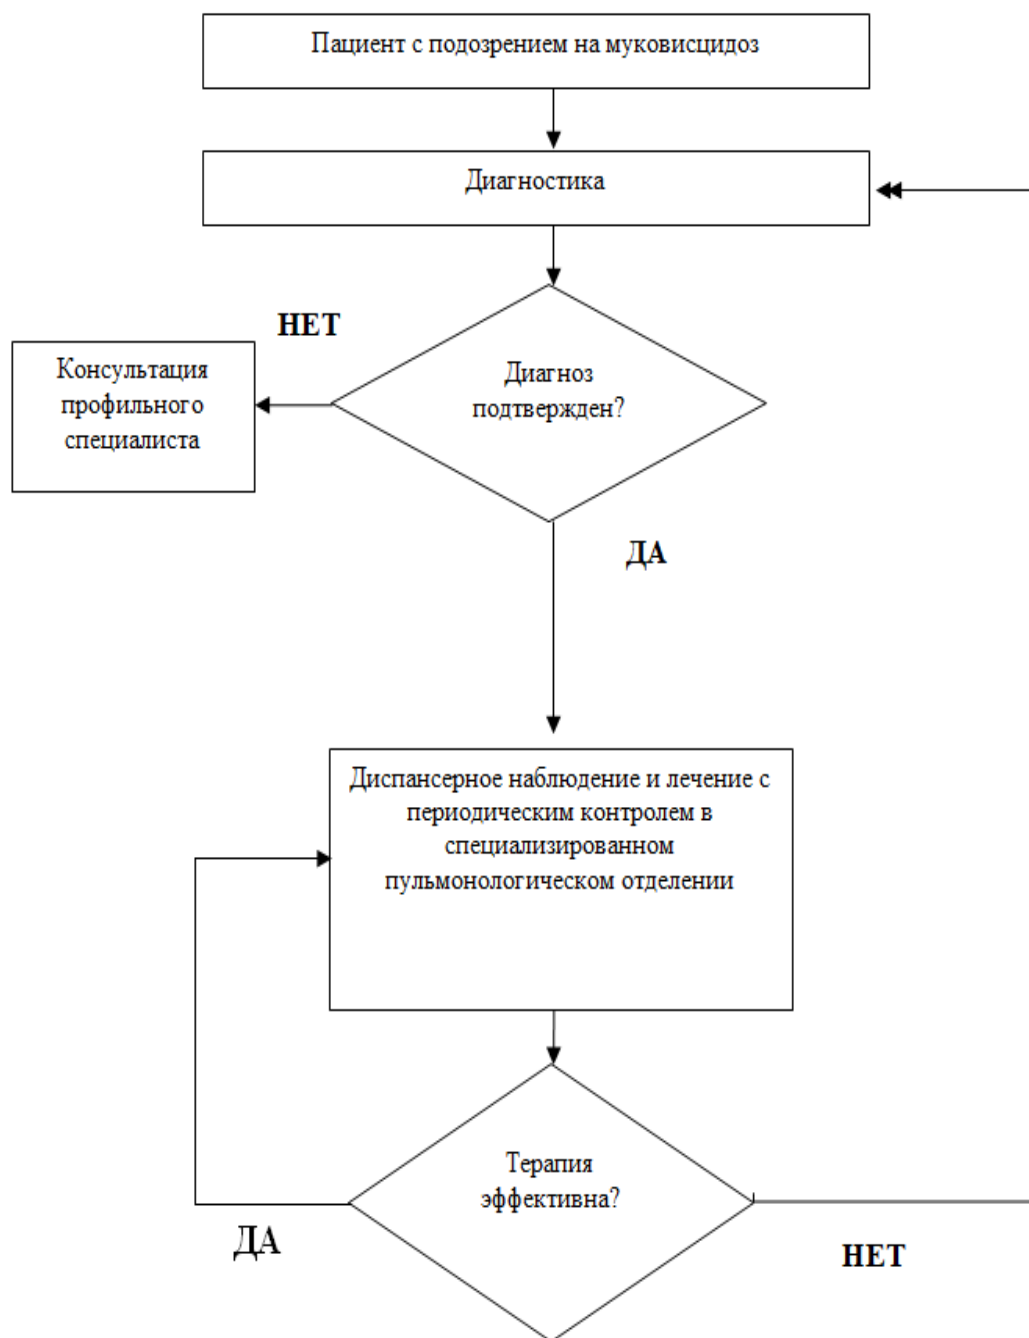 Пациент с подозрением на муковисцидоз
Диагностика
НЕТ
Консультация
профильного
специалиста
Диагноз
подтвержден?
ДА
Диспансерное наблюдение и лечение с
периодическим контролем в
специализированном
пульмонологическом отделении
Терапия
эффективна?
ДА
НЕТ